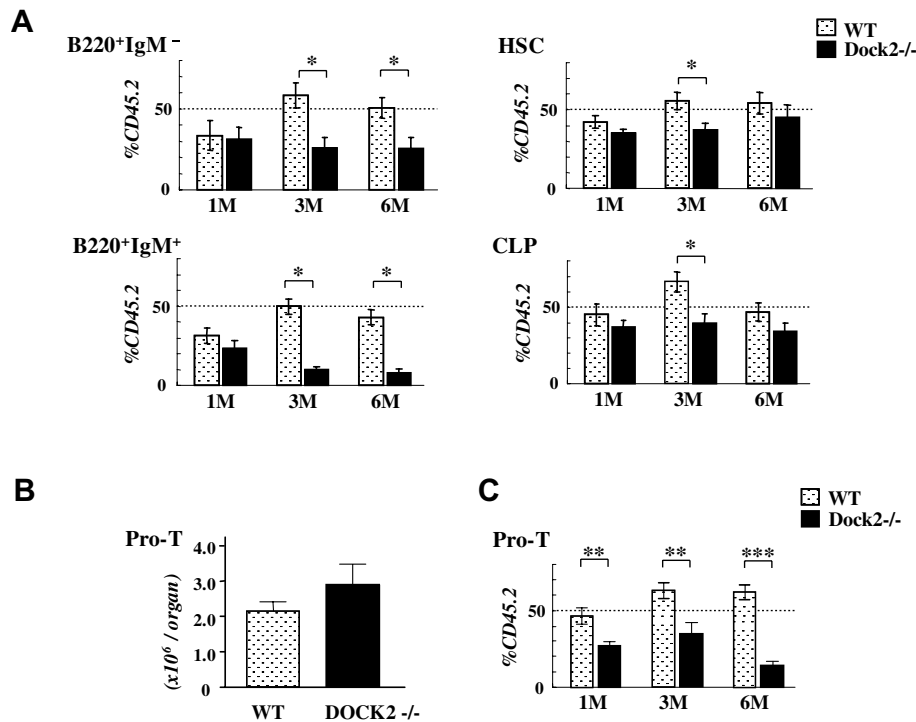 A
B220+IgM−
%CD45.2
50
0
*
*
1M 3M 6M
HSC
WT
Dock2-/-
%CD45.2
50
0
*
1M 3M 6M
B220+IgM+
%CD45.2
50
0
*
*
1M 3M 6M
CLP
%CD45.2
50
0
*
1M 3M 6M
B
Pro-T
(x10⁶ / organ)
4.0
3.0
2.0
1.0
0
WT DOCK2 -/-
C
WT
Dock2-/-
Pro-T
%CD45.2
50
0
** ** ***
1M 3M 6M